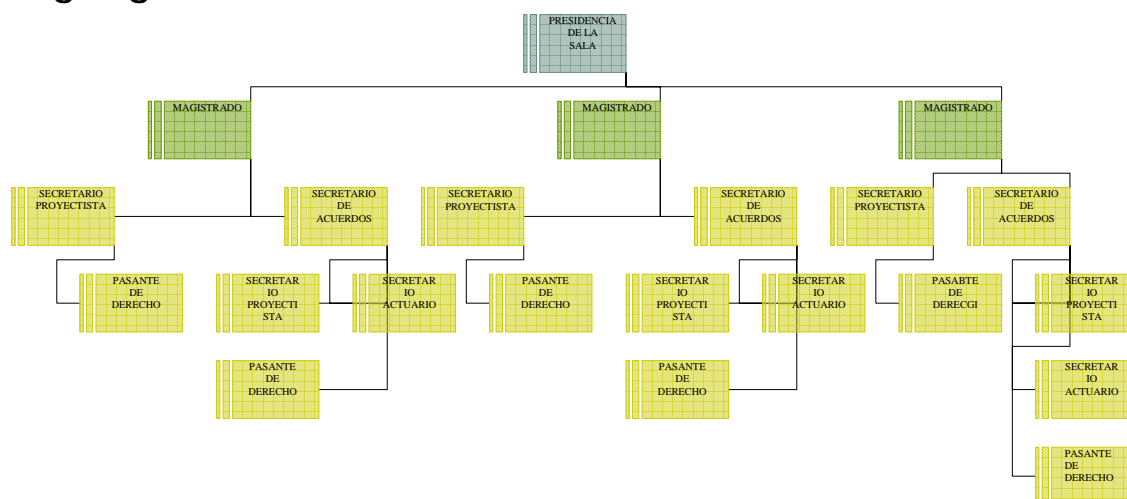 PRESIDENCIA
DE LA
SALA
MAGISTRADO
MAGISTRADO
MAGISTRADO
SECRETARIO
PROYECTISTA
SECRETARIO
DE
ACUERDOS
SECRETARIO
PROYECTISTA
SECRETARIO
DE
ACUERDOS
SECRETARIO
PROYECTISTA
SECRETARIO
DE
ACUERDOS
PASANTE
DE
DERECHO
SECRETAR
IO
PROYECTI
STA
SECRETAR
IO
ACTUARIO
PASANTE
DE
DERECHO
SECRETAR
IO
PROYECTI
STA
SECRETAR
IO
ACTUARIO
PASABTE
DE
DERECGI
SECRETAR
IO
PROYECTI
STA
PASANTE
DE
DERECHO
PASANTE
DE
DERECHO
SECRETAR
IO
ACTUARIO
PASANTE
DE
DERECHO